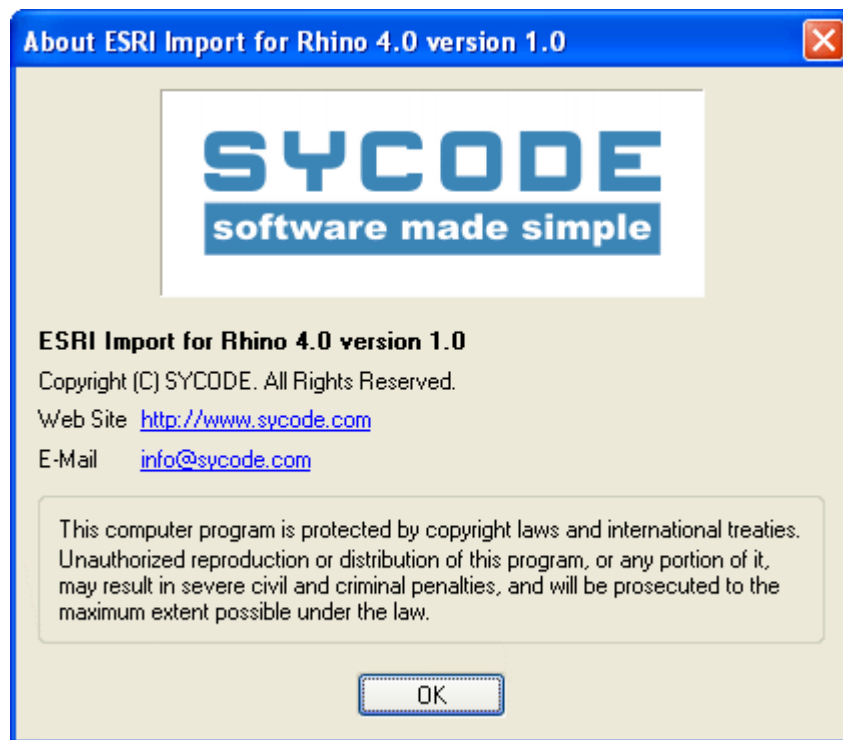 About ESRI Import for Rhino 4.0 version 1.0
SYCODE
software made simple
ESRI Import for Rhino 4.0 version 1.0
Copyright (C) SYCODE. All Rights Reserved.
Web Site http://www.sycode.com
E-Mail info@sycode.com
This computer program is protected by copyright laws and international treaties.
Unauthorized reproduction or distribution of this program, or any portion of it,
may result in severe civil and criminal penalties, and will be prosecuted to the
maximum extent possible under the law.
OK